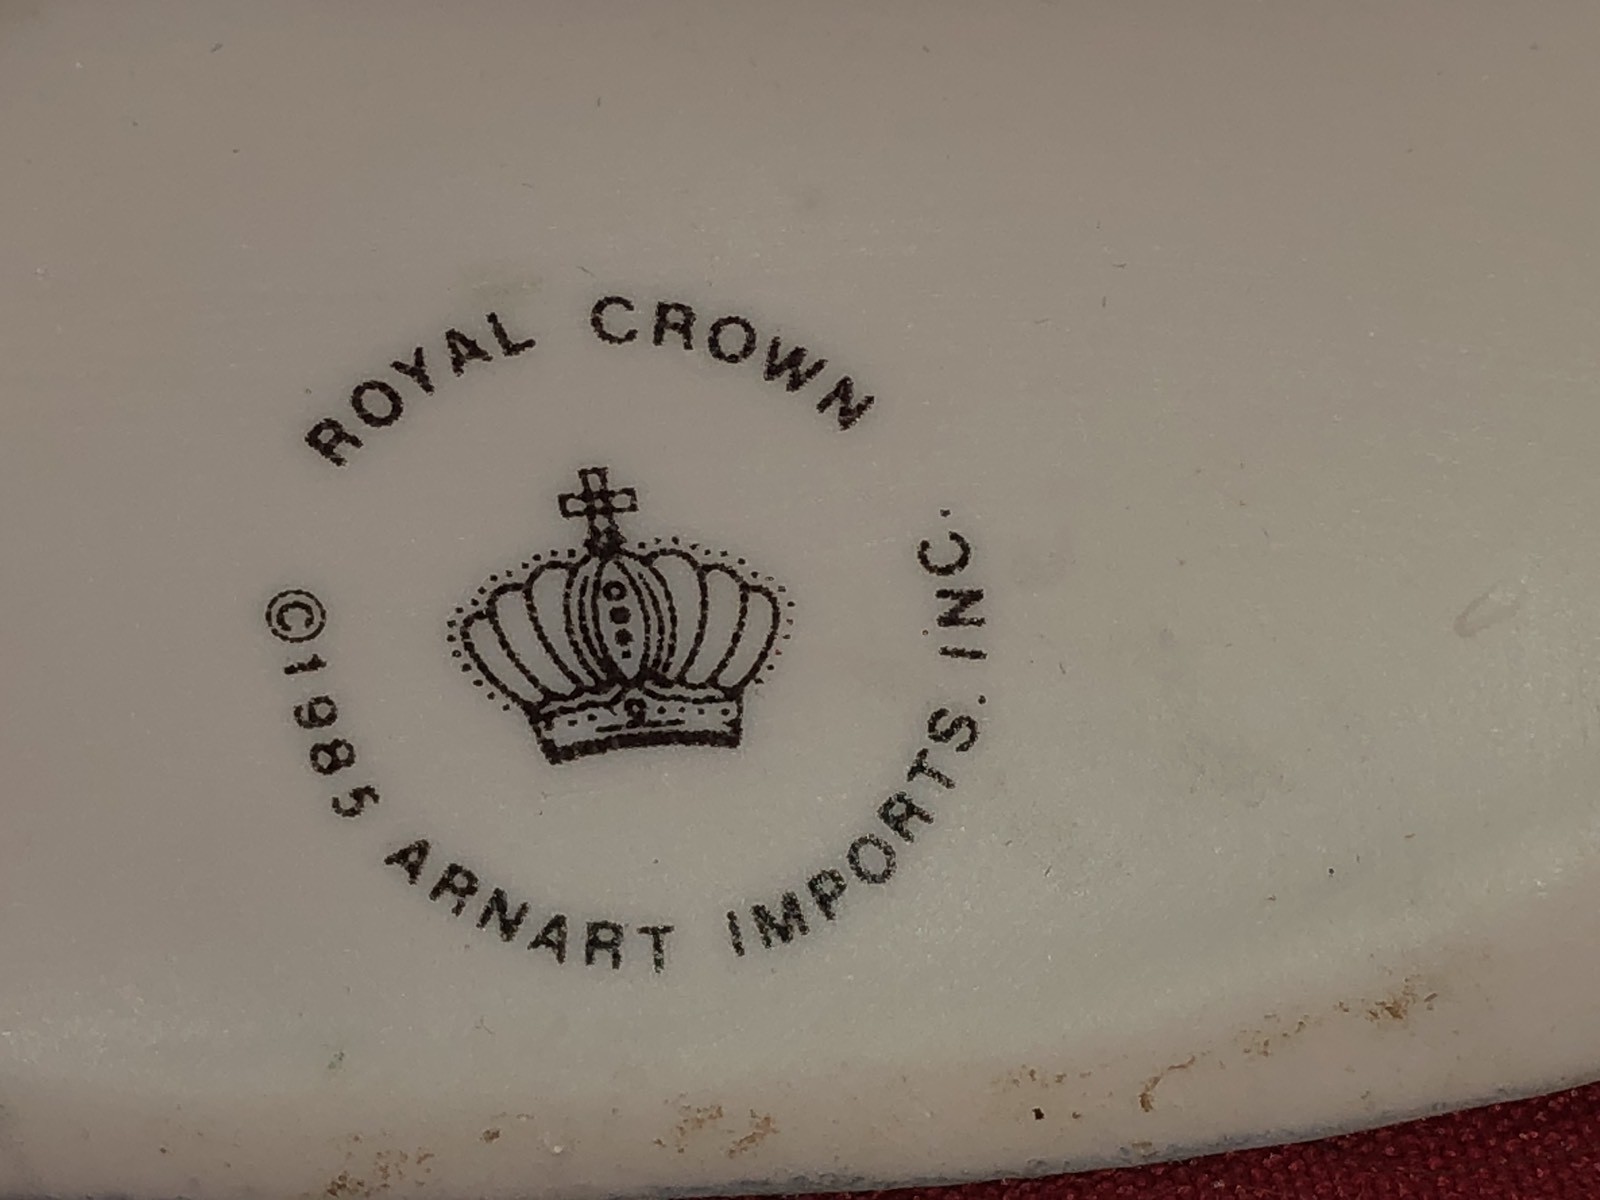 ROYAL CROWN
©1985 ARNART IMPORTS. INC.